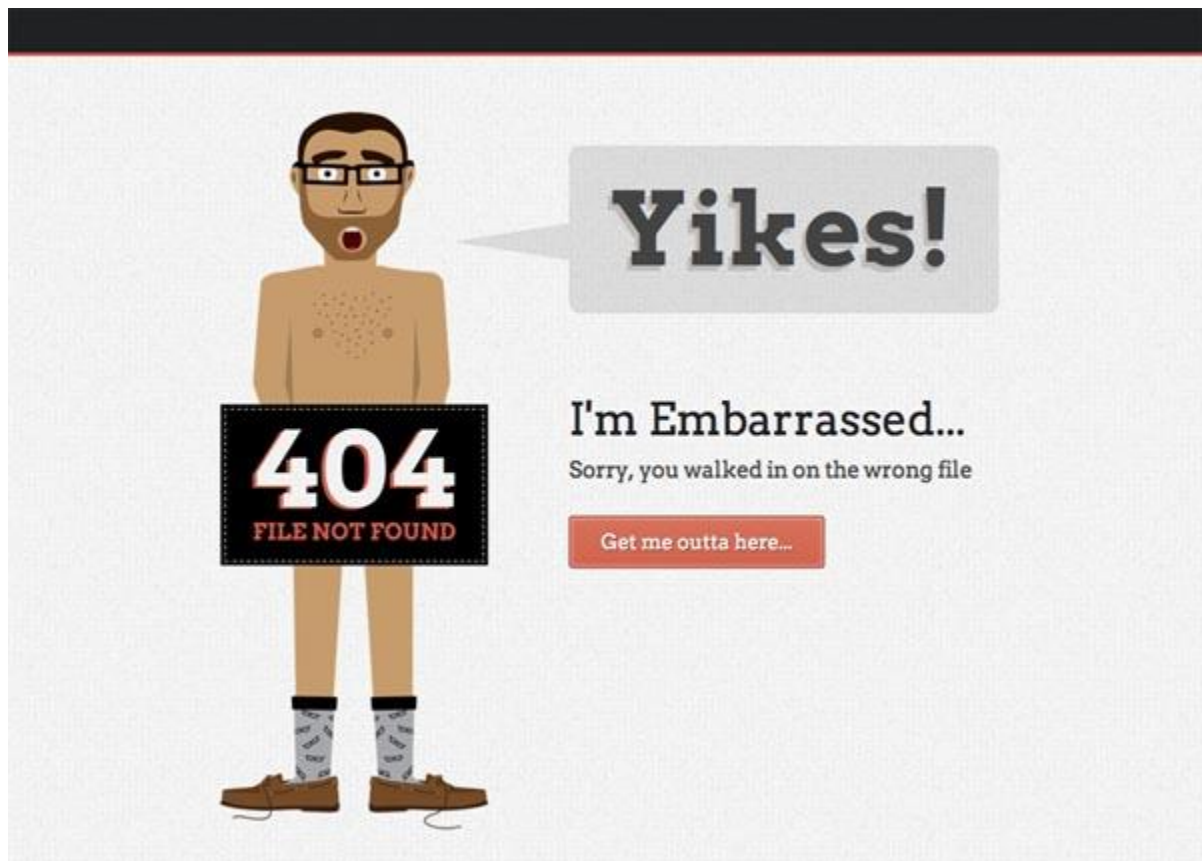 Yikes!
404
FILE NOT FOUND
I'm Embarrassed...
Sorry, you walked in on the wrong file
Get me outta here...